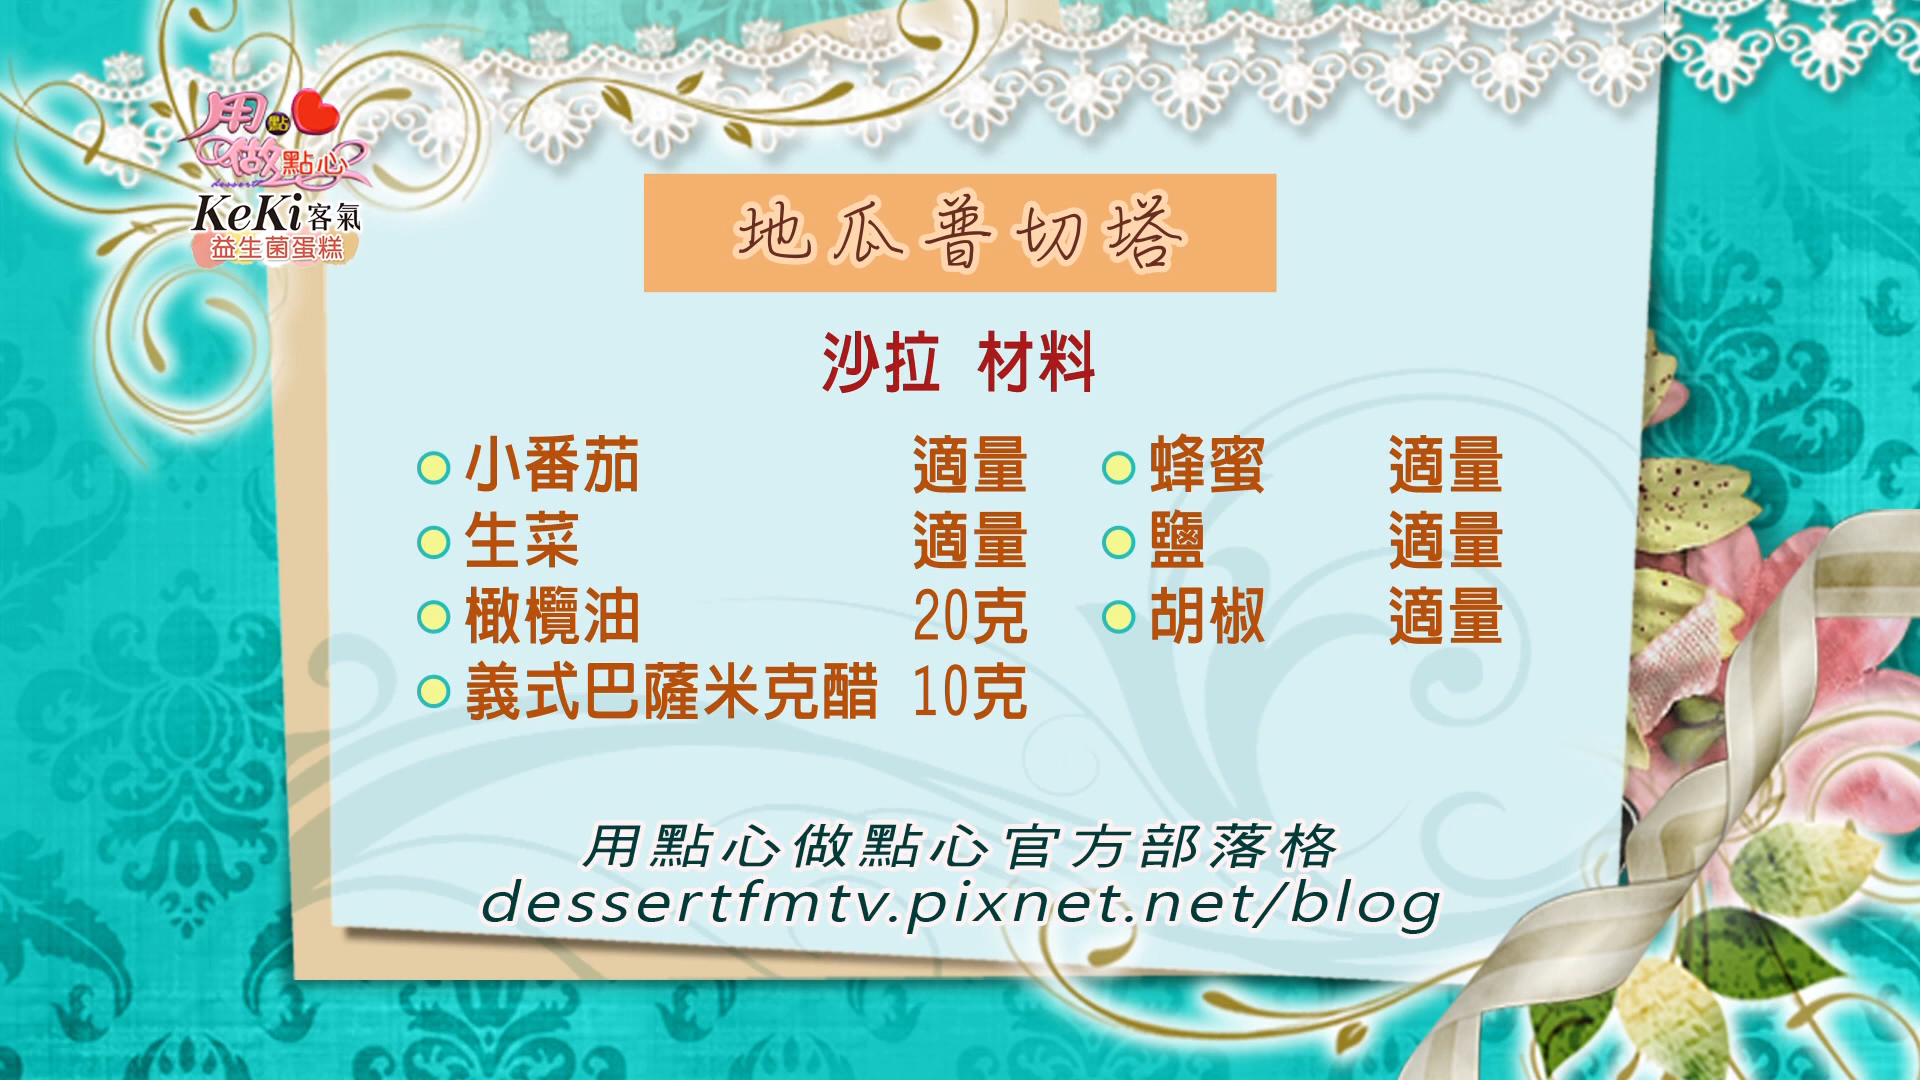 用點心
做點心
dessert
KeKi客氣
益生菌蛋糕
地瓜普切塔
沙拉 材料
小番茄 適量
生菜 適量
橄欖油 20克
義式巴薩米克醋 10克
蜂蜜 適量
鹽 適量
胡椒 適量
用點心做點心官方部落格
dessertfmtv.pixnet.net/blog